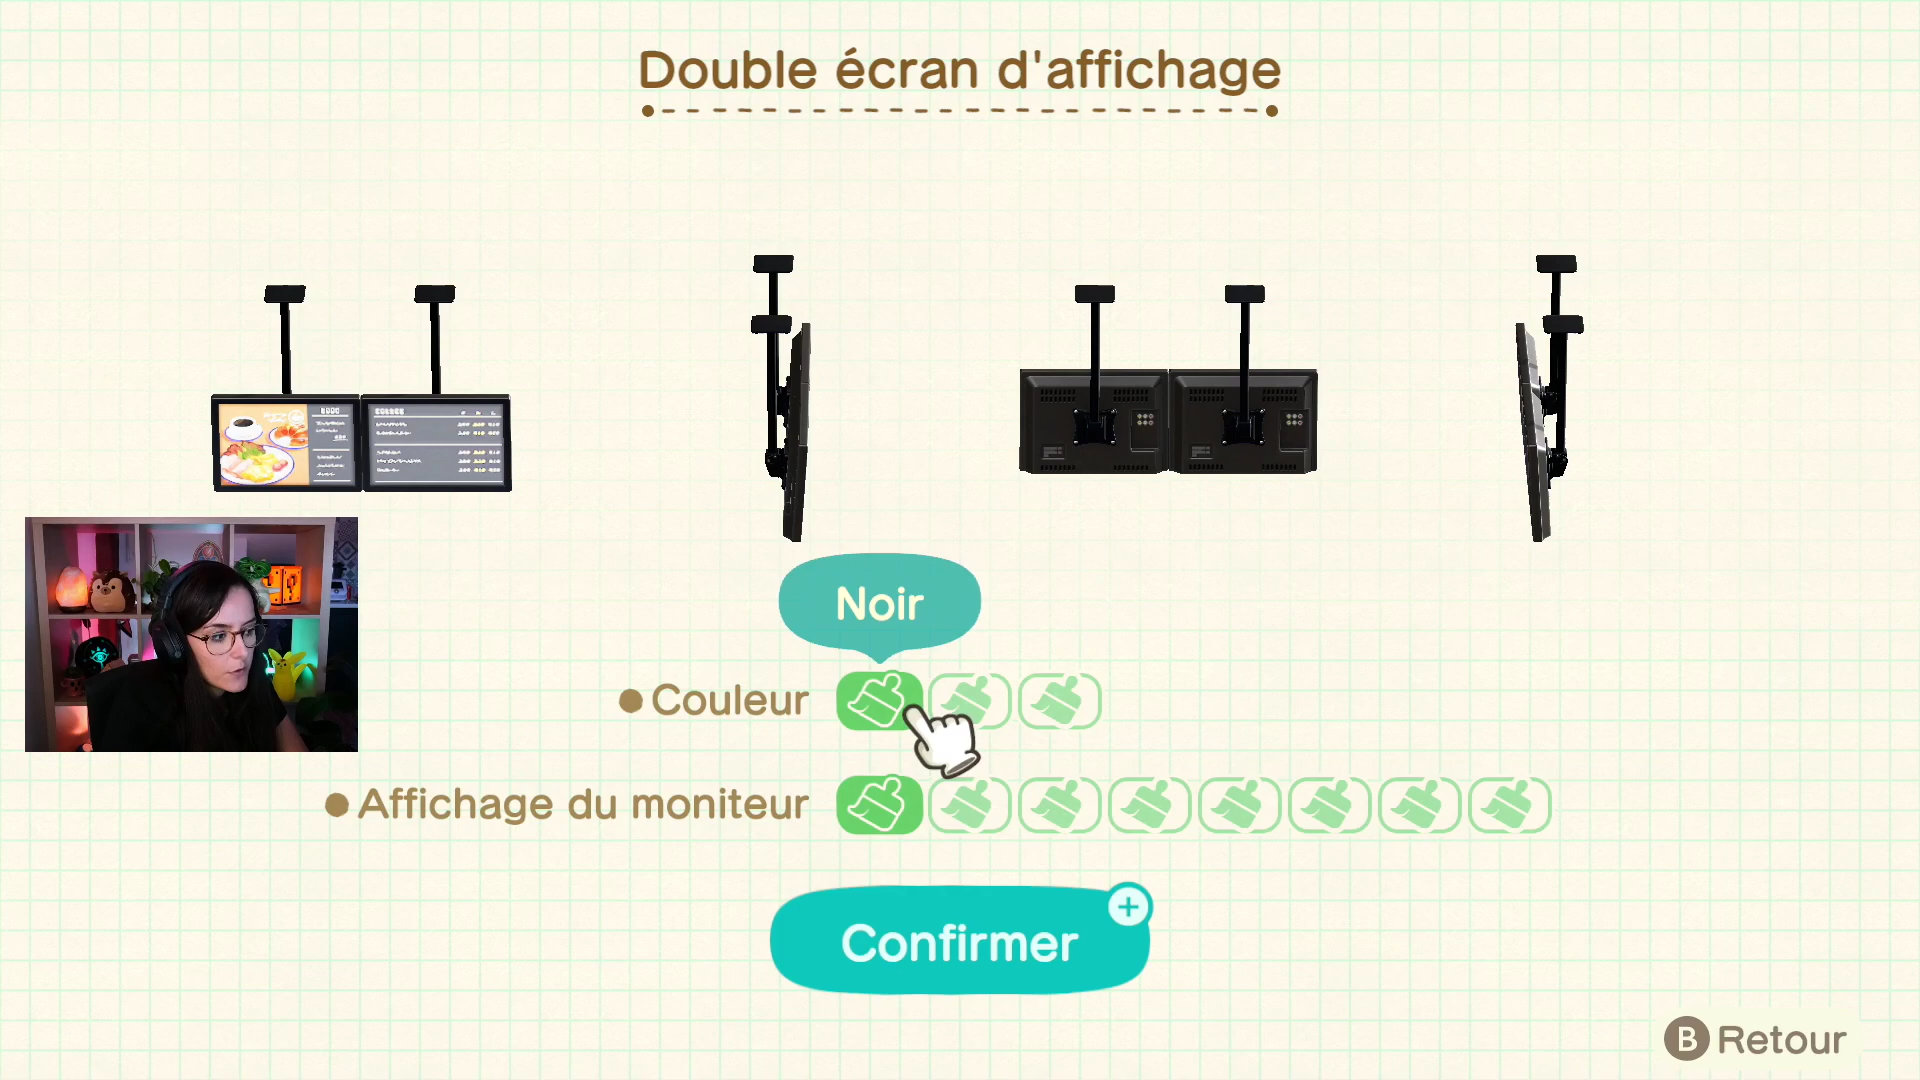 Double écran d'affichage
Noir
Couleur
Affichage du moniteur
Confirmer
B Retour